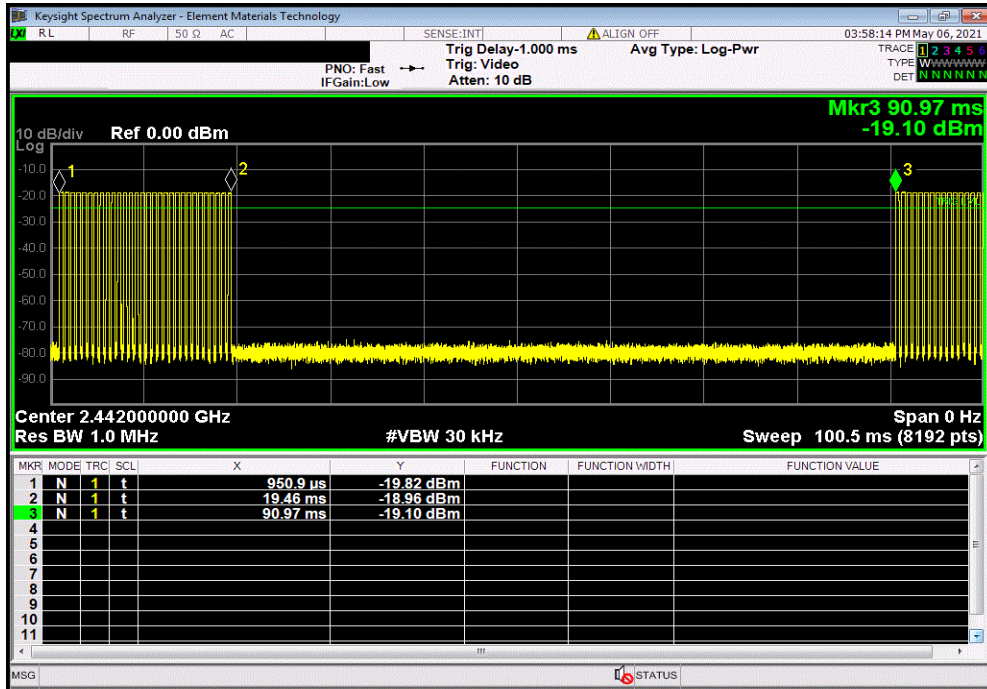 Keysight Spectrum Analyzer - Element Materials Technology
LXI RL RF 50 Ω AC SENSE:INT ALIGN OFF 03:58:14 PM May 06, 2021
Trig Delay-1.000 ms Avg Type: Log-Pwr TRACE 1 2 3 4 5 6
PNO: Fast Trig: Video TYPE WWWWWW
IFGain:Low Atten: 10 dB DET N N N N N N
Mkr3 90.97 ms
10 dB/div Ref 0.00 dBm -19.10 dBm
Log
1 2 3
-10.0
-20.0
-30.0
-40.0
-50.0
-60.0
-70.0
-80.0
-90.0
Center 2.442000000 GHz Span 0 Hz
Res BW 1.0 MHz #VBW 30 kHz Sweep 100.5 ms (8192 pts)
MKR MODE TRC SCL X Y FUNCTION FUNCTION WIDTH FUNCTION VALUE
1 N 1 t 950.9 µs -19.82 dBm
2 N 1 t 19.46 ms -18.96 dBm
3 N 1 t 90.97 ms -19.10 dBm
4
5
6
7
8
9
10
11
MSG STATUS